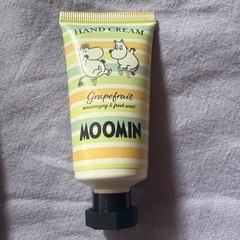 HAND CREAM
Grapefruit
moisturizing & fresh scent
MOOMIN